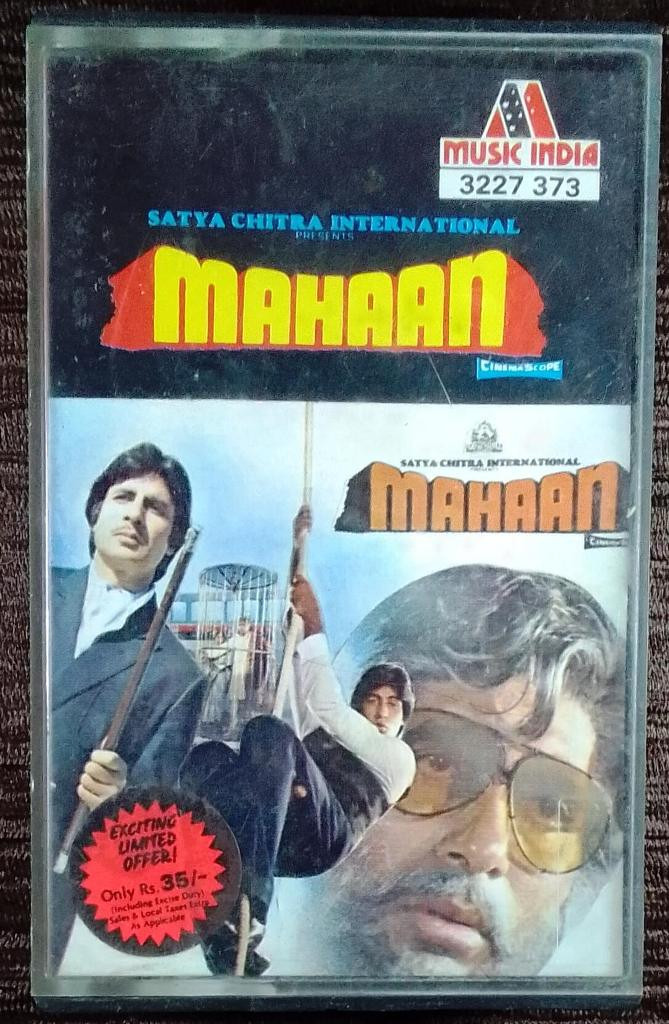 MUSIC INDIA
3227 373
SATYA CHITRA INTERNATIONAL
PRESENTS
MAHAAN
CINEMASCOPE
SATYA CHITRA INTERNATIONAL
PRESENTS
MAHAAN
EXCITING
LIMITED
OFFER!
Only Rs. 35/-
(Including Excise Duty)
Sales & Local Taxes Extra
As Applicable